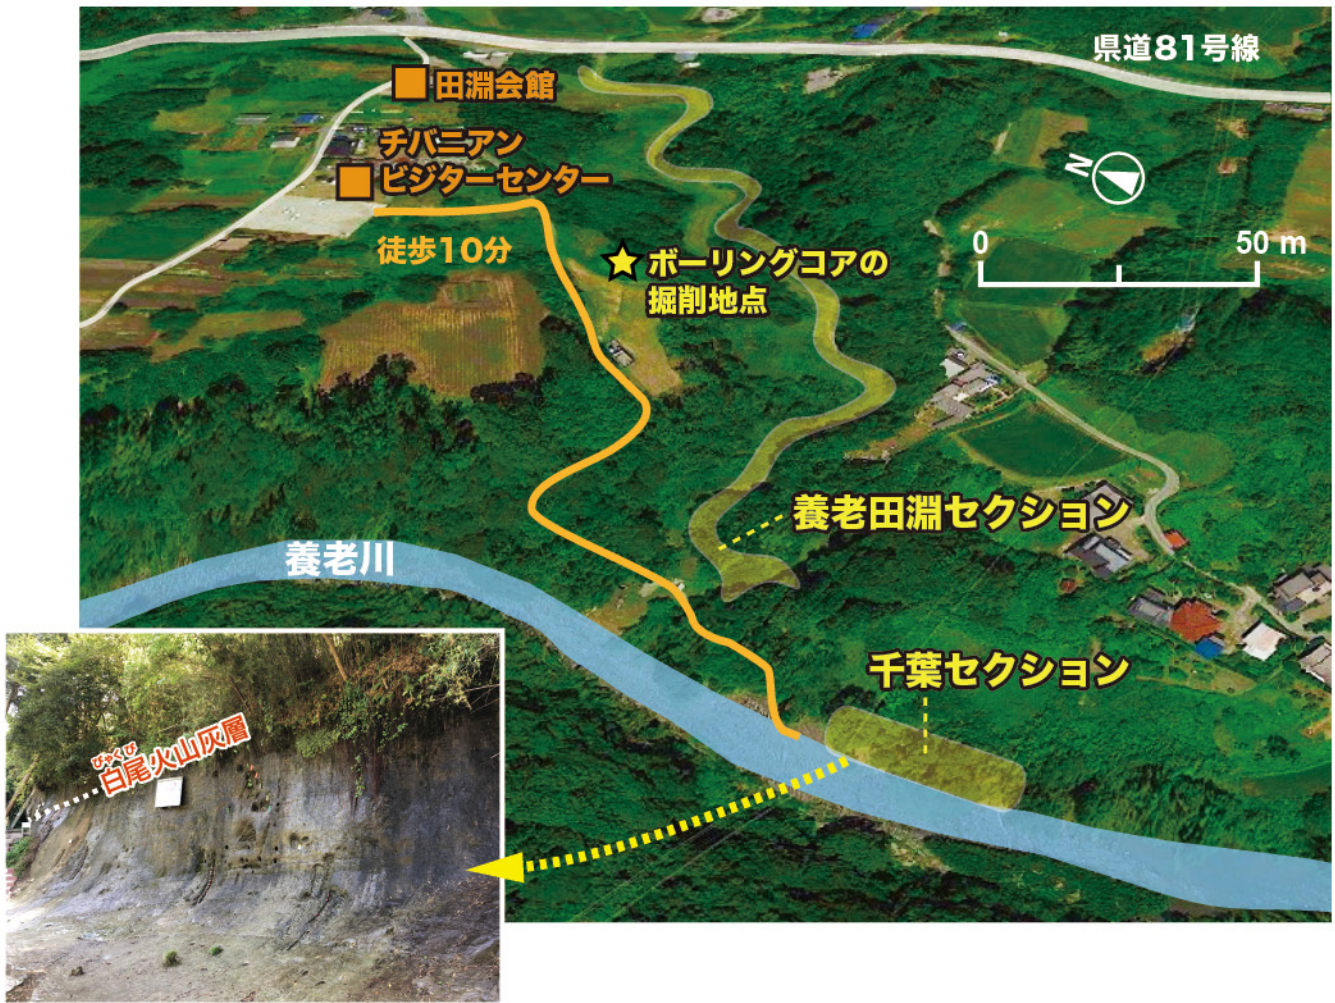 県道81号線
田淵会館
チバニアン
ビジターセンター
N
徒歩10分
0 50 m
ボーリングコアの
掘削地点
養老田淵セクション
養老川
千葉セクション
びゃくび
白尾火山灰層